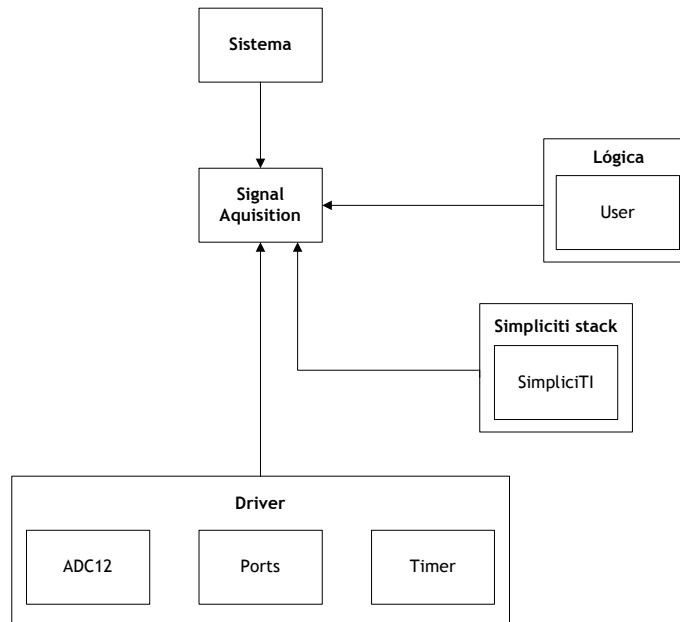 Sistema
Lógica
Signal
Aquisition
User
Simpliciti stack
SimpliciTI
Driver
ADC12
Ports
Timer